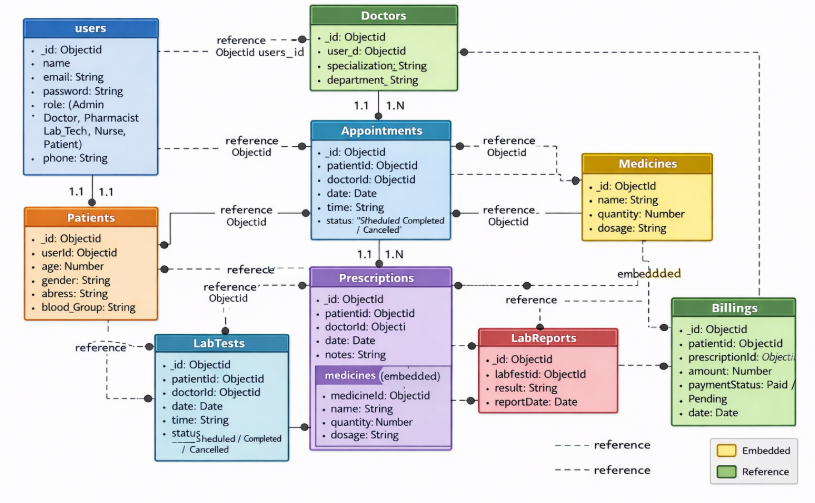 users
_id: Objectid
name
email: String
password: String
role: (Admin
Doctor, Pharmacist
Lab_Tech, Nurse,
Patient)
phone: String
reference
Objectid users_id
Doctors
_id: Objectid
user_d: Objectid
specialization: String
department_ String
1.1 1.N
reference
Objectid
Appointments
_id: Objectid
patientid: Objectid
doctorId: Objectid
date: Date
time: String
status: "Stheduled Completed
/ Cancelled"
reference
Objectid
Medicines
_id: ObjectId
name: String
quantity: Number
dosage: String
1.1 1.1
Patients
_id: Objectid
userId: Objectid
age: Number
gender: String
abress: String
blood_Group: String
reference
Objectid
reference
Objectid
1.1 1.N
referece
reference
Objectid
Prescriptions
_id: ObjectId
patientid: Objectid
doctorId: Objecti
date: Date
notes: String
medicines (embedded)
medicineId: Objectid
name: String
quantity: Number
dosage: String
embeddded
reference
reference
LabTests
_id: Objectid
patientid: Objectid
doctorId: Objectid
date: Date
time: String
status
Sheduled / Completed
/ Cancelled
LabReports
_id: Objectid
labfestid: ObjectId
result: String
reportDate: Date
Billings
_id: Objectid
patientid: Objectid
prescriptionId: Objecti
amount: Number
paymentStatus: Paid /
Pending
date: Date
reference
reference
Embedded
Reference